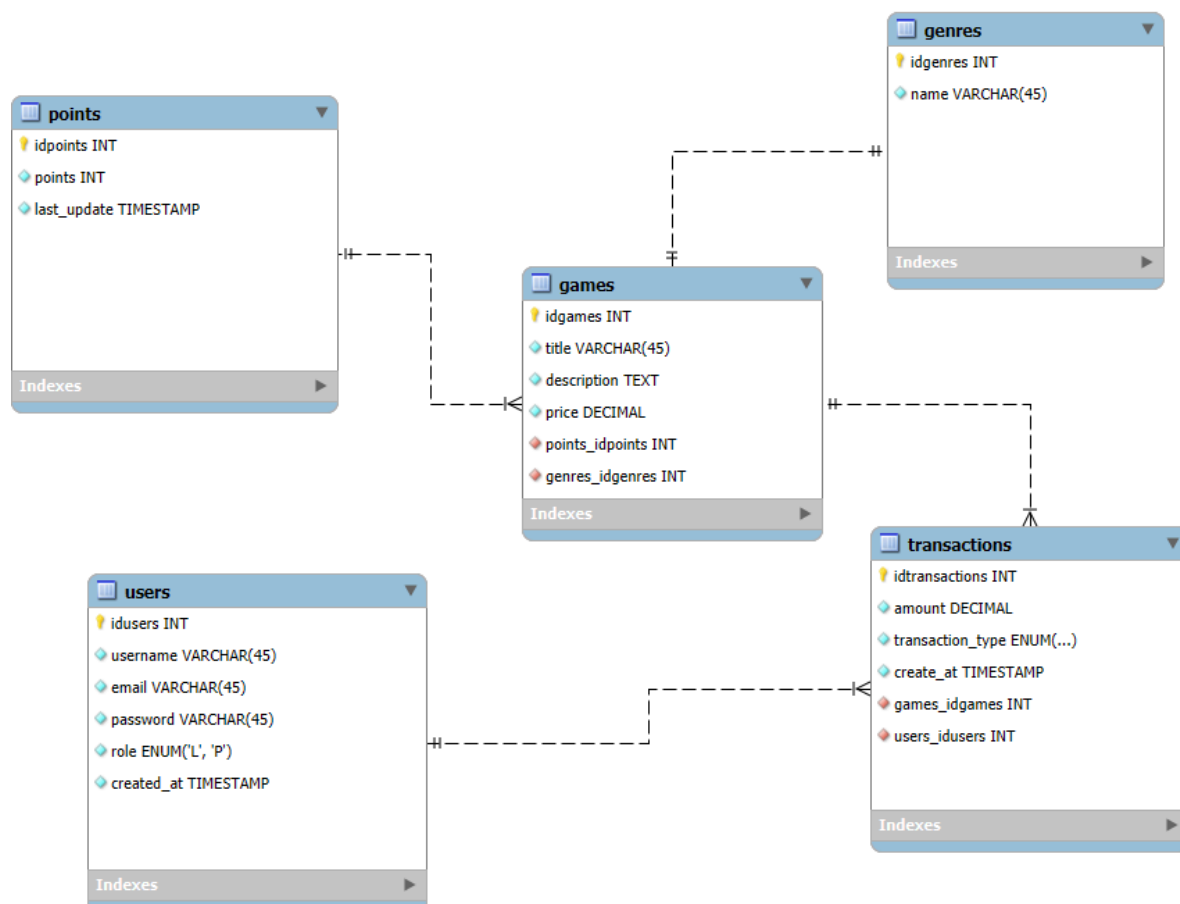 points
idpoints INT
points INT
last_update TIMESTAMP
Indexes
genres
idgenres INT
name VARCHAR(45)
Indexes
games
idgames INT
title VARCHAR(45)
description TEXT
price DECIMAL
points_idpoints INT
genres_idgenres INT
Indexes
users
idusers INT
username VARCHAR(45)
email VARCHAR(45)
password VARCHAR(45)
role ENUM('L', 'P')
created_at TIMESTAMP
Indexes
transactions
idtransactions INT
amount DECIMAL
transaction_type ENUM(...)
create_at TIMESTAMP
games_idgames INT
users_idusers INT
Indexes